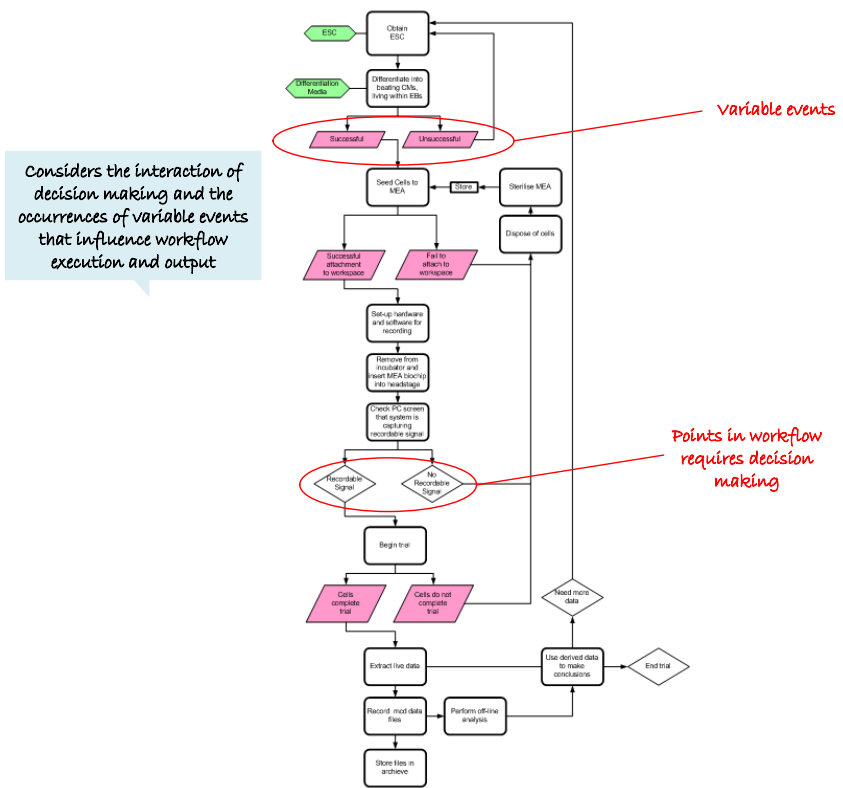 Obtain
ESC
ESC
Differentiate into
beating CMs,
living within EBs
Differentiation
Media
Variable events
Successful
Unsuccessful
Considers the interaction of
decision making and the
occurrences of variable events
that influence workflow
execution and output
Seed Cells to
MEA
Store
Sterilise MEA
Dispose of cells
Successful
attachment
to workspace
Fail to
attach to
workspace
Set-up hardware
and software for
recording
Remove from
incubator and
insert MEA biochip
into headstage
Check PC screen
that system is
capturing
recordable signal
Points in workflow
requires decision
making
Recordable
Signal
No
Recordable
Signal
Begin trial
Cells
complete
trial
Cells do not
complete
trial
Need more
data
Extract live data
Use derived data
to make
conclusions
End trial
Record mcd data
files
Perform off-line
analysis
Store files in
archieve